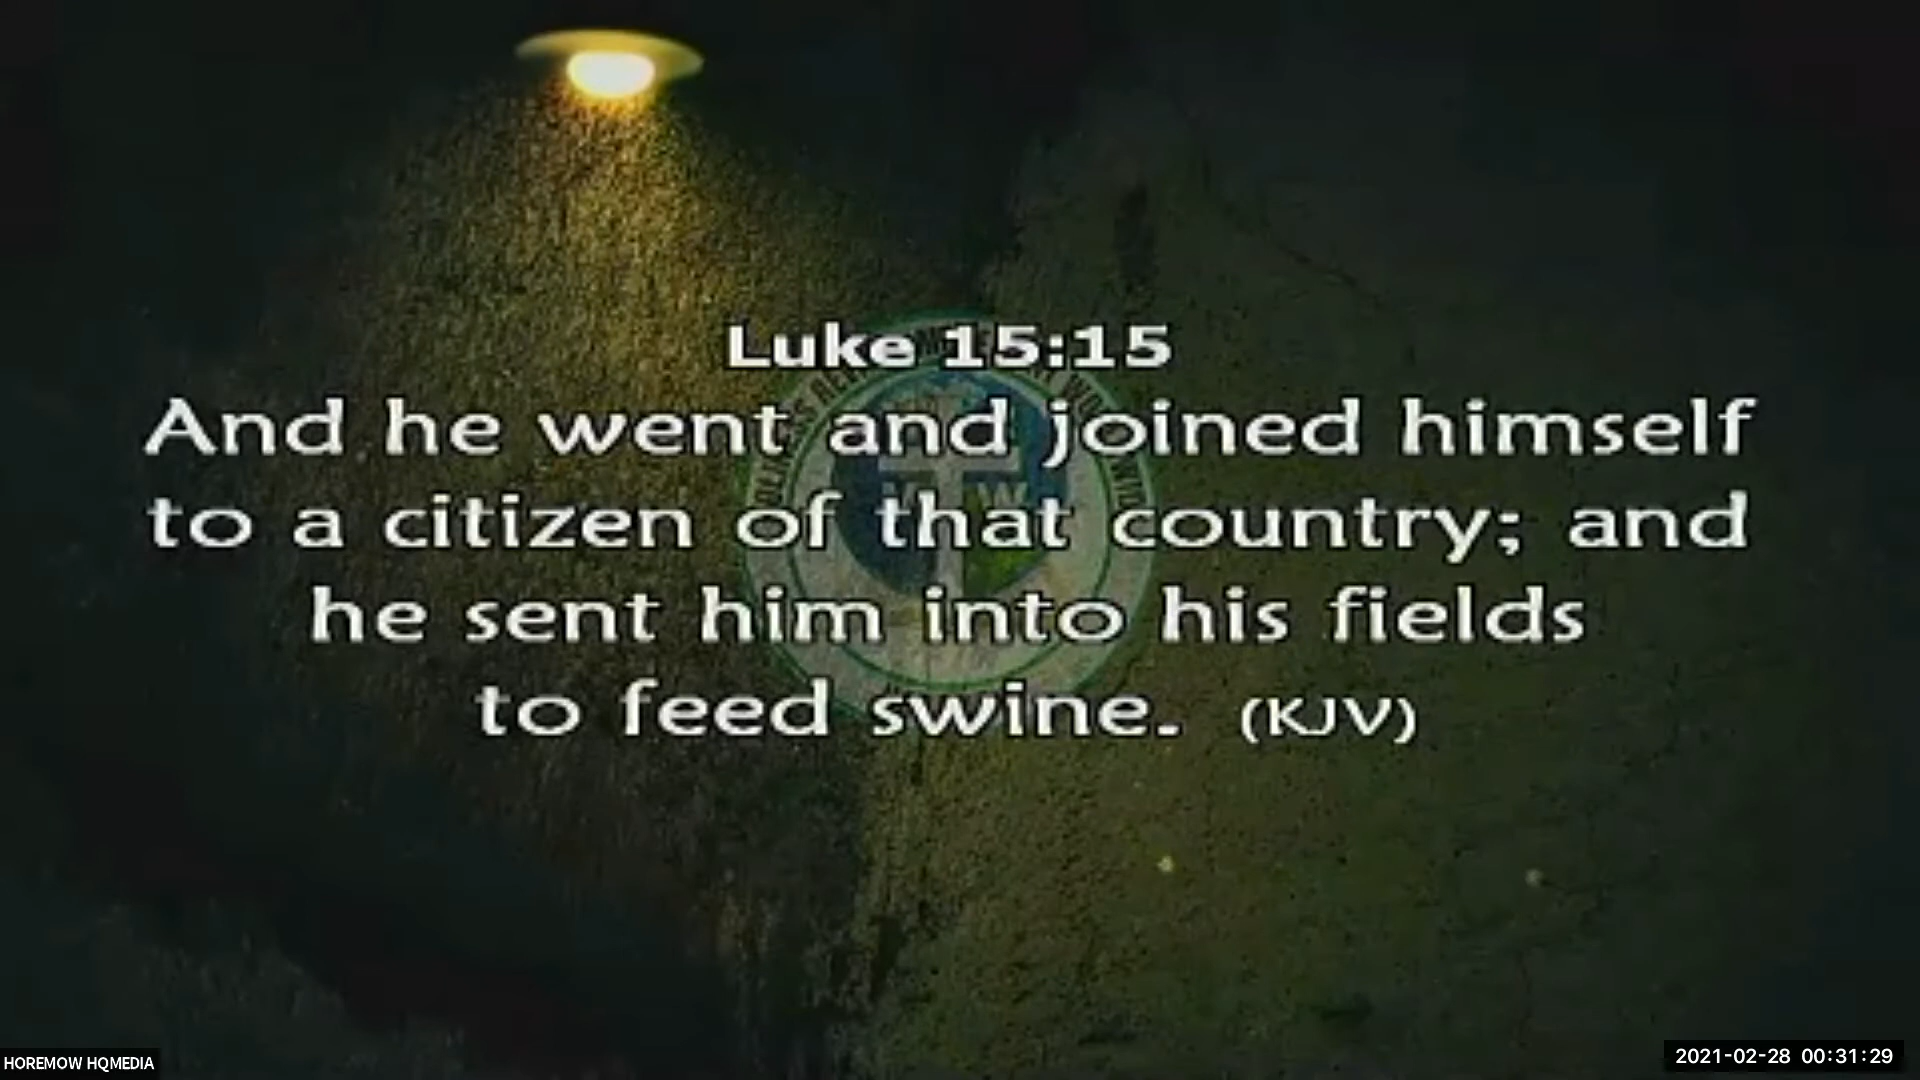 Luke 15:15
And he went and joined himself
to a citizen of that country; and
he sent him into his fields
to feed swine. (KJV)
HOREMOW HQMEDIA
2021-02-28 00:31:29